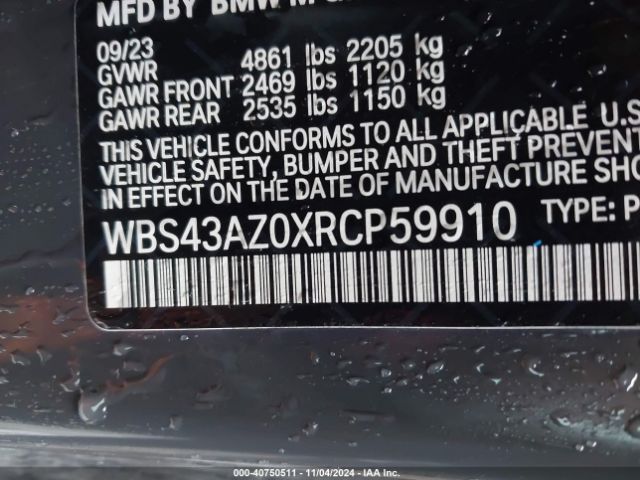 MFD BY BMW M G
09/23
GVWR 4861 lbs 2205 kg
GAWR FRONT 2469 lbs 1120 kg
GAWR REAR 2535 lbs 1150 kg
THIS VEHICLE CONFORMS TO ALL APPLICABLE U.S
VEHICLE SAFETY, BUMPER AND THEFT PREVENT
IN EFFECT ON THE DATE OF MANUFACTURE SHO
WBS43AZ0XRCP59910 TYPE: P
000-40750511 - 11/04/2024 - IAA Inc.